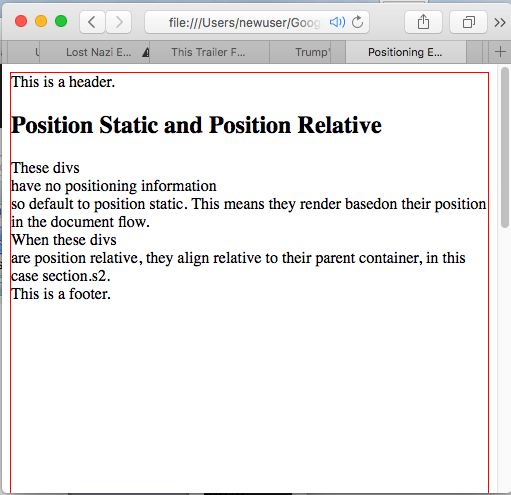 file:///Users/newuser/Goog
Lost Nazi E... This Trailer F... Trump' Positioning E...
This is a header.
Position Static and Position Relative
These divs
have no positioning information
so default to position static. This means they render basedon their position
in the document flow.
When these divs
are position relative, they align relative to their parent container, in this
case section.s2.
This is a footer.